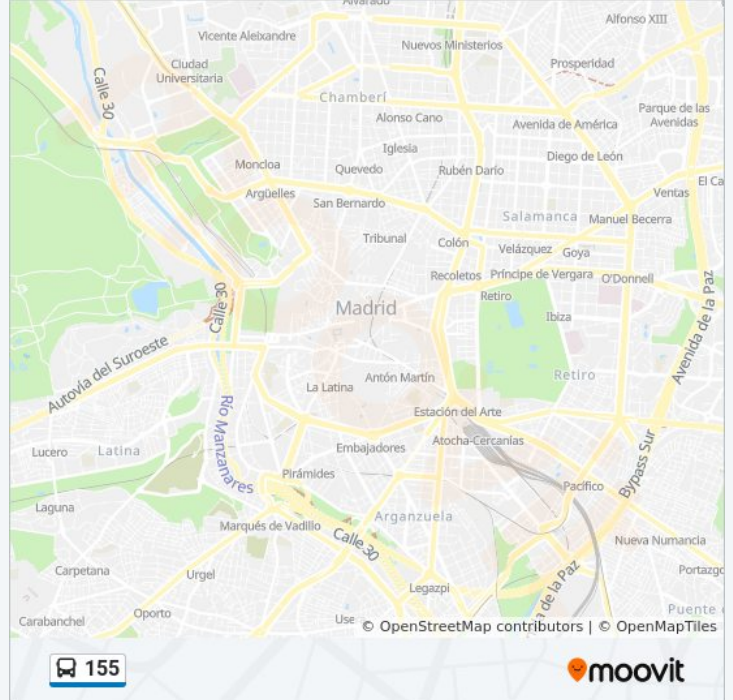 Alvarado
Alfonso XIII
Vicente Aleixandre
Nuevos Ministerios
Ciudad
Universitaria
Prosperidad
Calle 30
Chamberí
Parque de las
Avenidas
Alonso Cano
Avenida de América
Iglesia
Diego de León
Moncloa
Quevedo
Rubén Darío
El Ca
Argüelles
Ventas
San Bernardo
Salamanca
Manuel Becerra
Tribunal
Colón
Velázquez
Goya
Recoletos
Príncipe de Vergara
O'Donnell
Retiro
Calle 30
Madrid
Ibiza
Avenida de la Paz
Autovía del Suroeste
La Latina
Antón Martín
Retiro
Estación del Arte
Río Manzanares
Atocha-Cercanías
Embajadores
Lucero
Latina
Bypass Sur
Pirámides
Pacífico
Laguna
Arganzuela
Marqués de Vadillo
Calle 30
Nueva Numancia
Carpetana
Urgel
Portazgo
Legazpi
a de la Paz
Oporto
Puente
Carabanchel
Use
© OpenStreetMap contributors | © OpenMapTiles
155
moovit